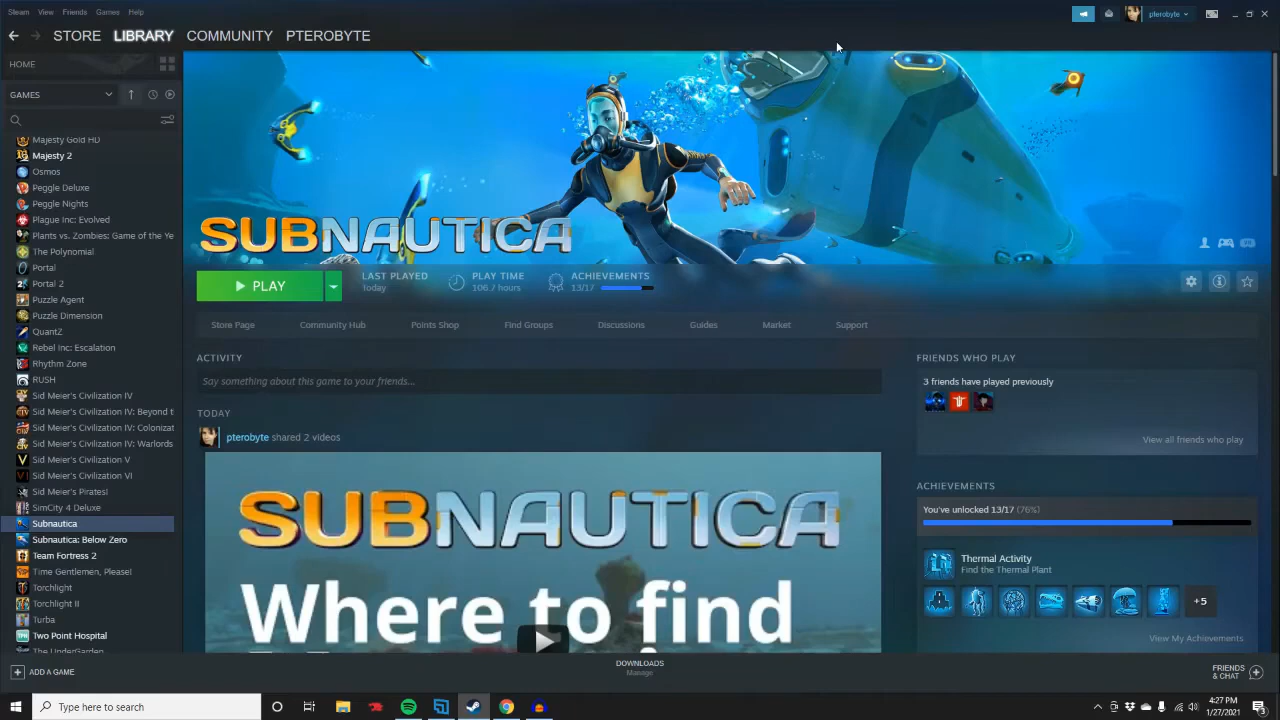 Steam View Friends Games Help
pterobyte
STORE LIBRARY COMMUNITY PTEROBYTE
HOME
GAMES
Majesty Gold HD
Majesty 2
Osmos
Peggle Deluxe
Peggle Nights
Plague Inc: Evolved
Plants vs. Zombies: Game of the Ye
The Polynomial
Portal
Portal 2
Puzzle Agent
Puzzle Dimension
QuantZ
Rebel Inc: Escalation
Rhythm Zone
RUSH
Sid Meier's Civilization IV
Sid Meier's Civilization IV: Beyond t
Sid Meier's Civilization IV: Colonizat
Sid Meier's Civilization IV: Warlords
Sid Meier's Civilization V
Sid Meier's Civilization VI
Sid Meier's Pirates!
SimCity 4 Deluxe
Subnautica
Subnautica: Below Zero
Team Fortress 2
Time Gentlemen, Please!
Torchlight
Torchlight II
Turba
Two Point Hospital
The UnderGarden
ADD A GAME
SUBNAUTICA
PLAY
LAST PLAYED
Today
PLAY TIME
106.7 hours
ACHIEVEMENTS
13/17
Store Page Community Hub Points Shop Find Groups Discussions Guides Market Support
ACTIVITY
Say something about this game to your friends...
TODAY
pterobyte shared 2 videos
SUBNAUTICA
Where to find
FRIENDS WHO PLAY
3 friends have played previously
View all friends who play
ACHIEVEMENTS
You've unlocked 13/17 (76%)
Thermal Activity
Find the Thermal Plant
+5
View My Achievements
DOWNLOADS
Manage
FRIENDS
& CHAT
Type here to search
4:27 PM
1/27/2021